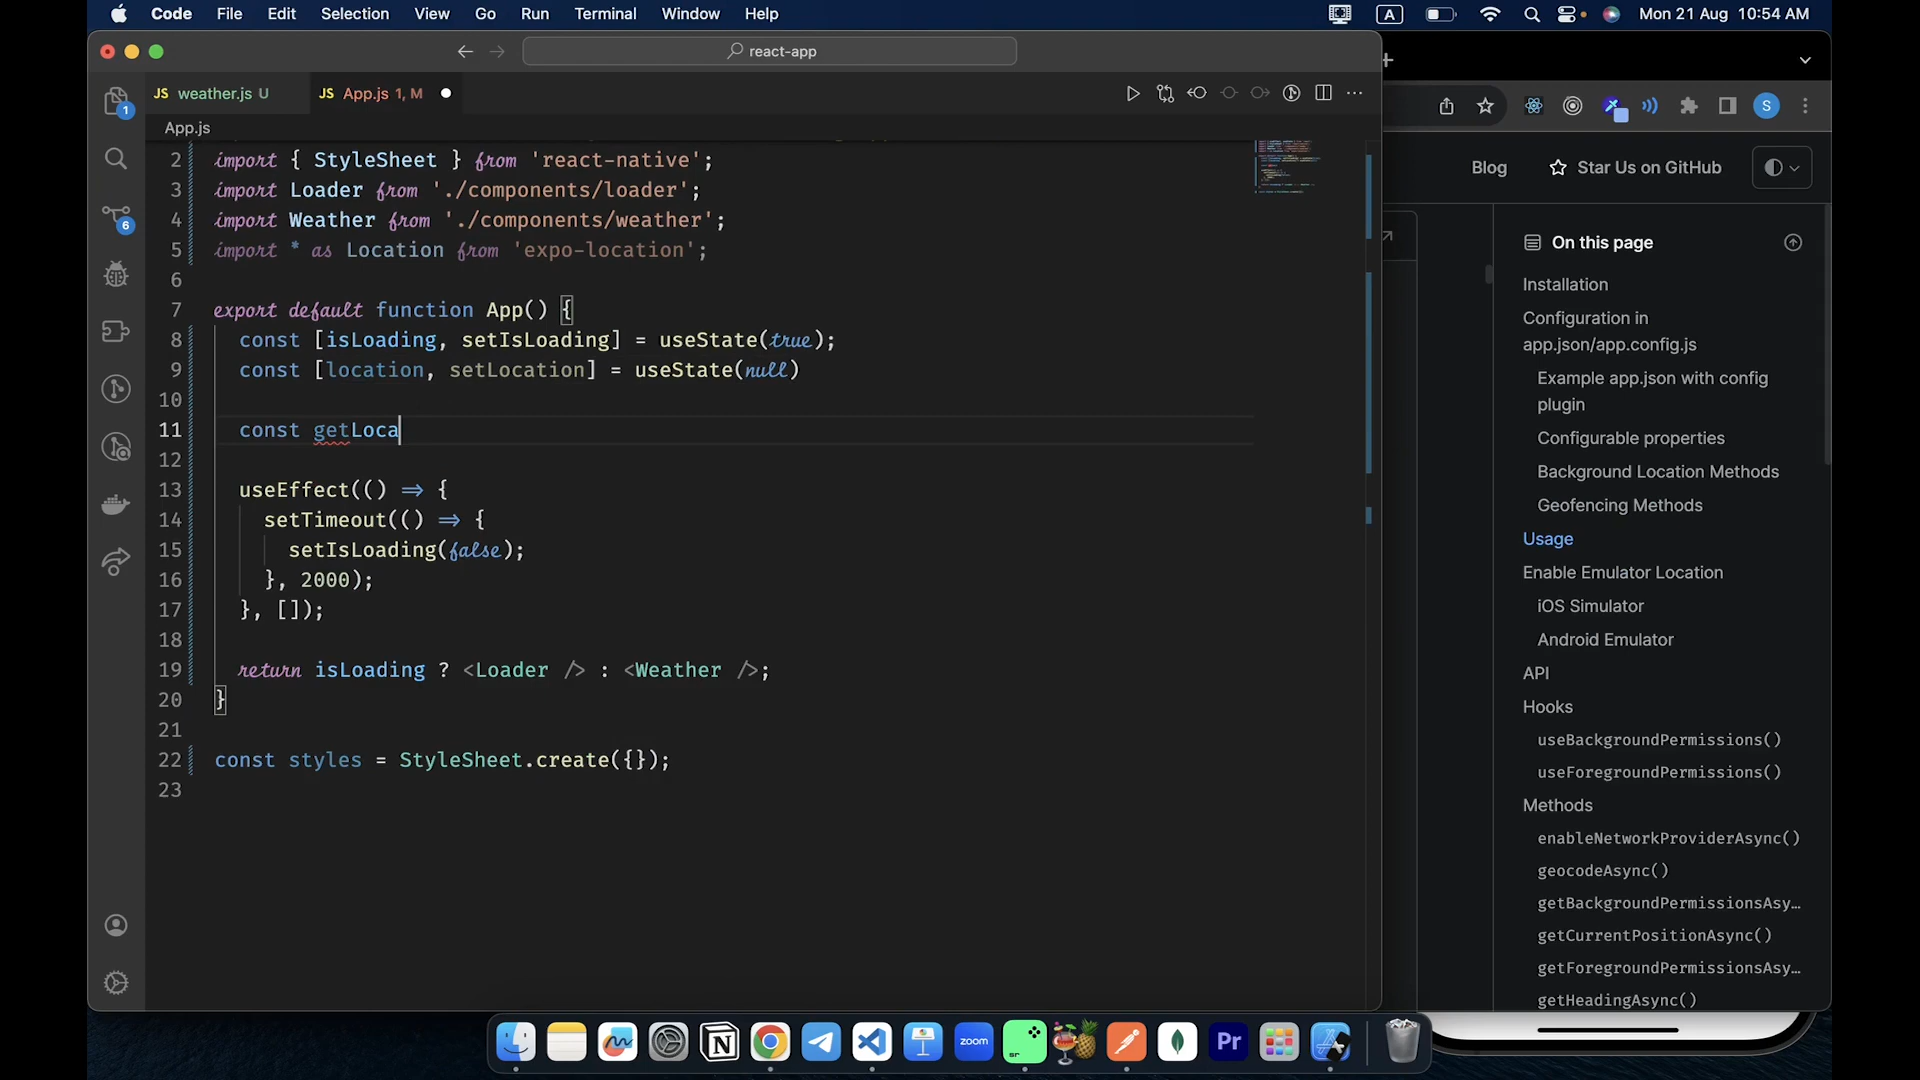 Code File Edit Selection View Go Run Terminal Window Help
A
Mon 21 Aug 10:54 AM
react-app
JS weather.js U
JS App.js 1, M
App.js
1
6
2 import { StyleSheet } from 'react-native';
3 import Loader from './components/loader';
4 import Weather from './components/weather';
5 import * as Location from 'expo-location';
6
7 export default function App() {
8 const [isLoading, setIsLoading] = useState(true);
9 const [location, setLocation] = useState(null)
10
11 const getLoca
12
13 useEffect(() => {
14 setTimeout(() => {
15 setIsLoading(false);
16 }, 2000);
17 }, []);
18
19 return isLoading ? <Loader /> : <Weather />;
20 }
21
22 const styles = StyleSheet.create({});
23
S
Blog
Star Us on GitHub
On this page
Installation
Configuration in
app.json/app.config.js
Example app.json with config
plugin
Configurable properties
Background Location Methods
Geofencing Methods
Usage
Enable Emulator Location
iOS Simulator
Android Emulator
API
Hooks
useBackgroundPermissions()
useForegroundPermissions()
Methods
enableNetworkProviderAsync()
geocodeAsync()
getBackgroundPermissionsAsy…
getCurrentPositionAsync()
getForegroundPermissionsAsy…
getHeadingAsync()
N
zoom
sr
Pr